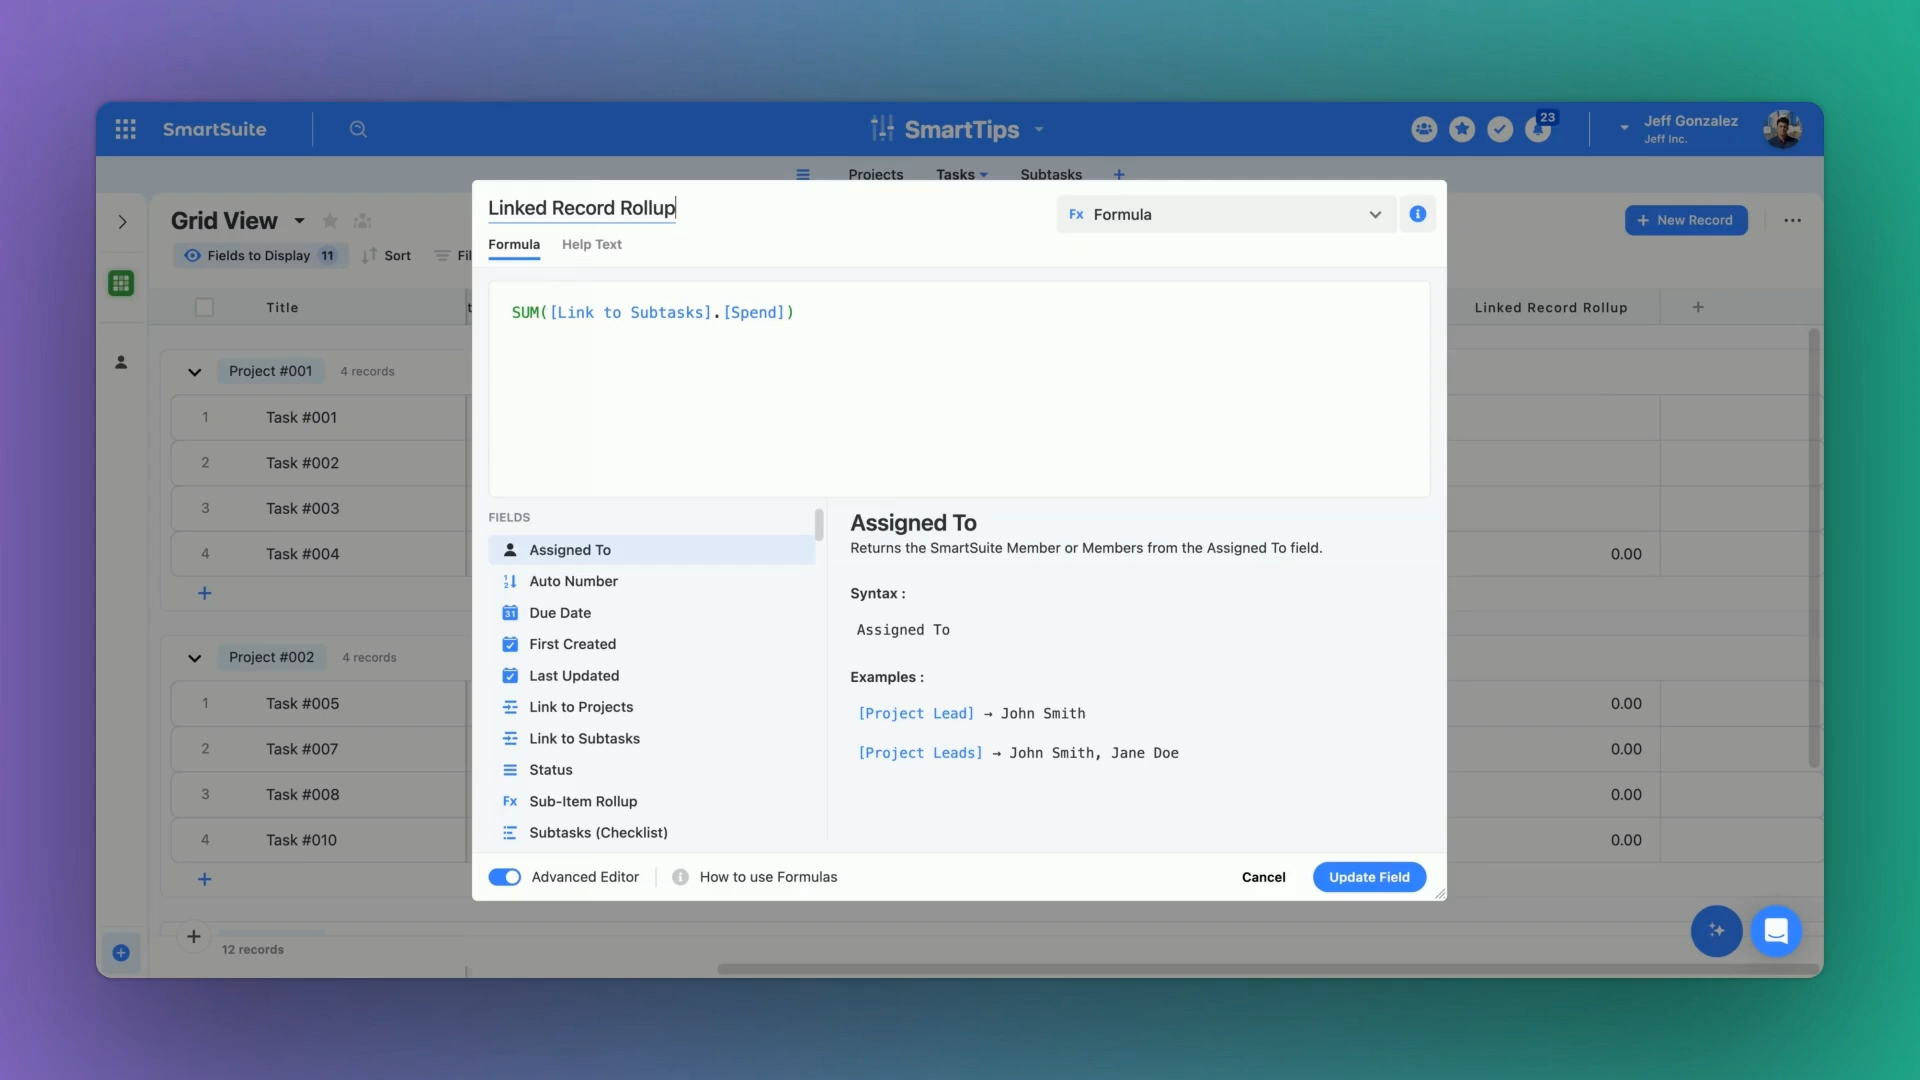 SmartSuite
SmartTips
23
Jeff Gonzalez
Jeff Inc.
Projects
Tasks
Subtasks
Grid View
Linked Record Rollup
Fx Formula
New Record
Fields to Display 11
Sort
Fil
Formula
Help Text
Title
t
Linked Record Rollup
SUM([Link to Subtasks].[Spend])
Project #001
4 records
1 Task #001
2 Task #002
3 Task #003
4 Task #004
0.00
FIELDS
Assigned To
Auto Number
31 Due Date
First Created
Last Updated
Link to Projects
Link to Subtasks
Status
Fx Sub-Item Rollup
Subtasks (Checklist)
Assigned To
Returns the SmartSuite Member or Members from the Assigned To field.
Syntax :
Assigned To
Examples :
[Project Lead] → John Smith
[Project Leads] → John Smith, Jane Doe
Project #002
4 records
1 Task #005
0.00
2 Task #007
0.00
3 Task #008
0.00
4 Task #010
0.00
Advanced Editor
How to use Formulas
Cancel
Update Field
12 records